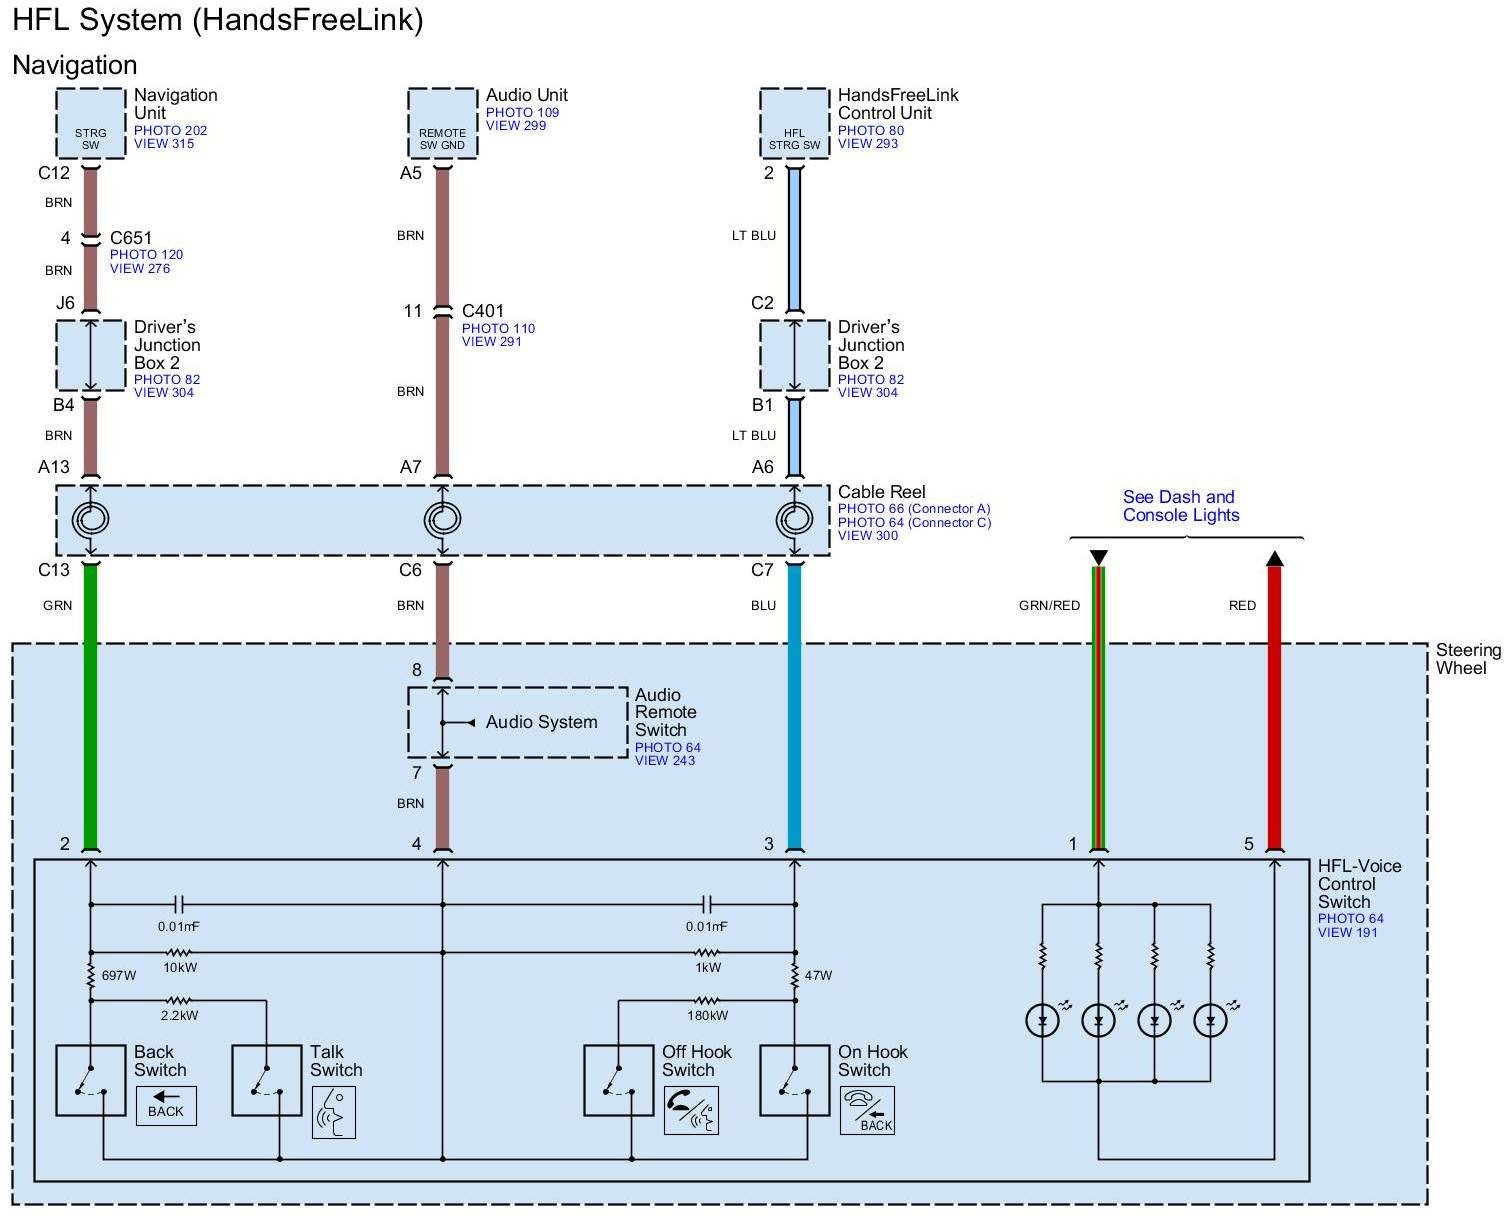 HFL System (HandsFreeLink)
Navigation
Navigation
Unit
PHOTO 202
VIEW 315
STRG
SW
Audio Unit
PHOTO 109
VIEW 299
REMOTE
SW GND
HandsFreeLink
Control Unit
PHOTO 80
VIEW 293
HFL
STRG SW
C12
A5
2
BRN
4
C651
PHOTO 120
VIEW 276
BRN
LT BLU
BRN
J6
11
C401
PHOTO 110
VIEW 291
C2
Driver's
Junction
Box 2
PHOTO 82
VIEW 304
Driver's
Junction
Box 2
PHOTO 82
VIEW 304
BRN
B4
B1
BRN
LT BLU
A13
A7
A6
Cable Reel
PHOTO 66 (Connector A)
PHOTO 64 (Connector C)
VIEW 300
See Dash and
Console Lights
C13
C6
C7
GRN
BRN
BLU
GRN/RED
RED
Steering
Wheel
8
Audio System
Audio
Remote
Switch
PHOTO 64
VIEW 243
7
BRN
2
4
3
1
5
HFL-Voice
Control
Switch
PHOTO 64
VIEW 191
0.01mF
0.01mF
10kW
1kW
697W
47W
2.2kW
180kW
Back
Switch
BACK
Talk
Switch
Off Hook
Switch
On Hook
Switch
BACK